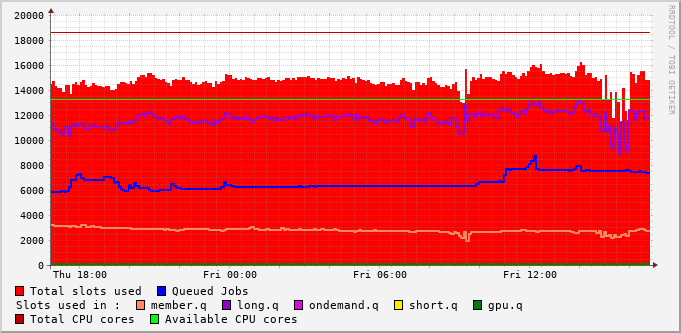 20000
18000
16000
14000
12000
10000
8000
6000
4000
2000
0
Thu 18:00 Fri 00:00 Fri 06:00 Fri 12:00
RRDTOOL / TOBI OETIKER
Total slots used Queued Jobs
Slots used in : member.q long.q ondemand.q short.q gpu.q
Total CPU cores Available CPU cores